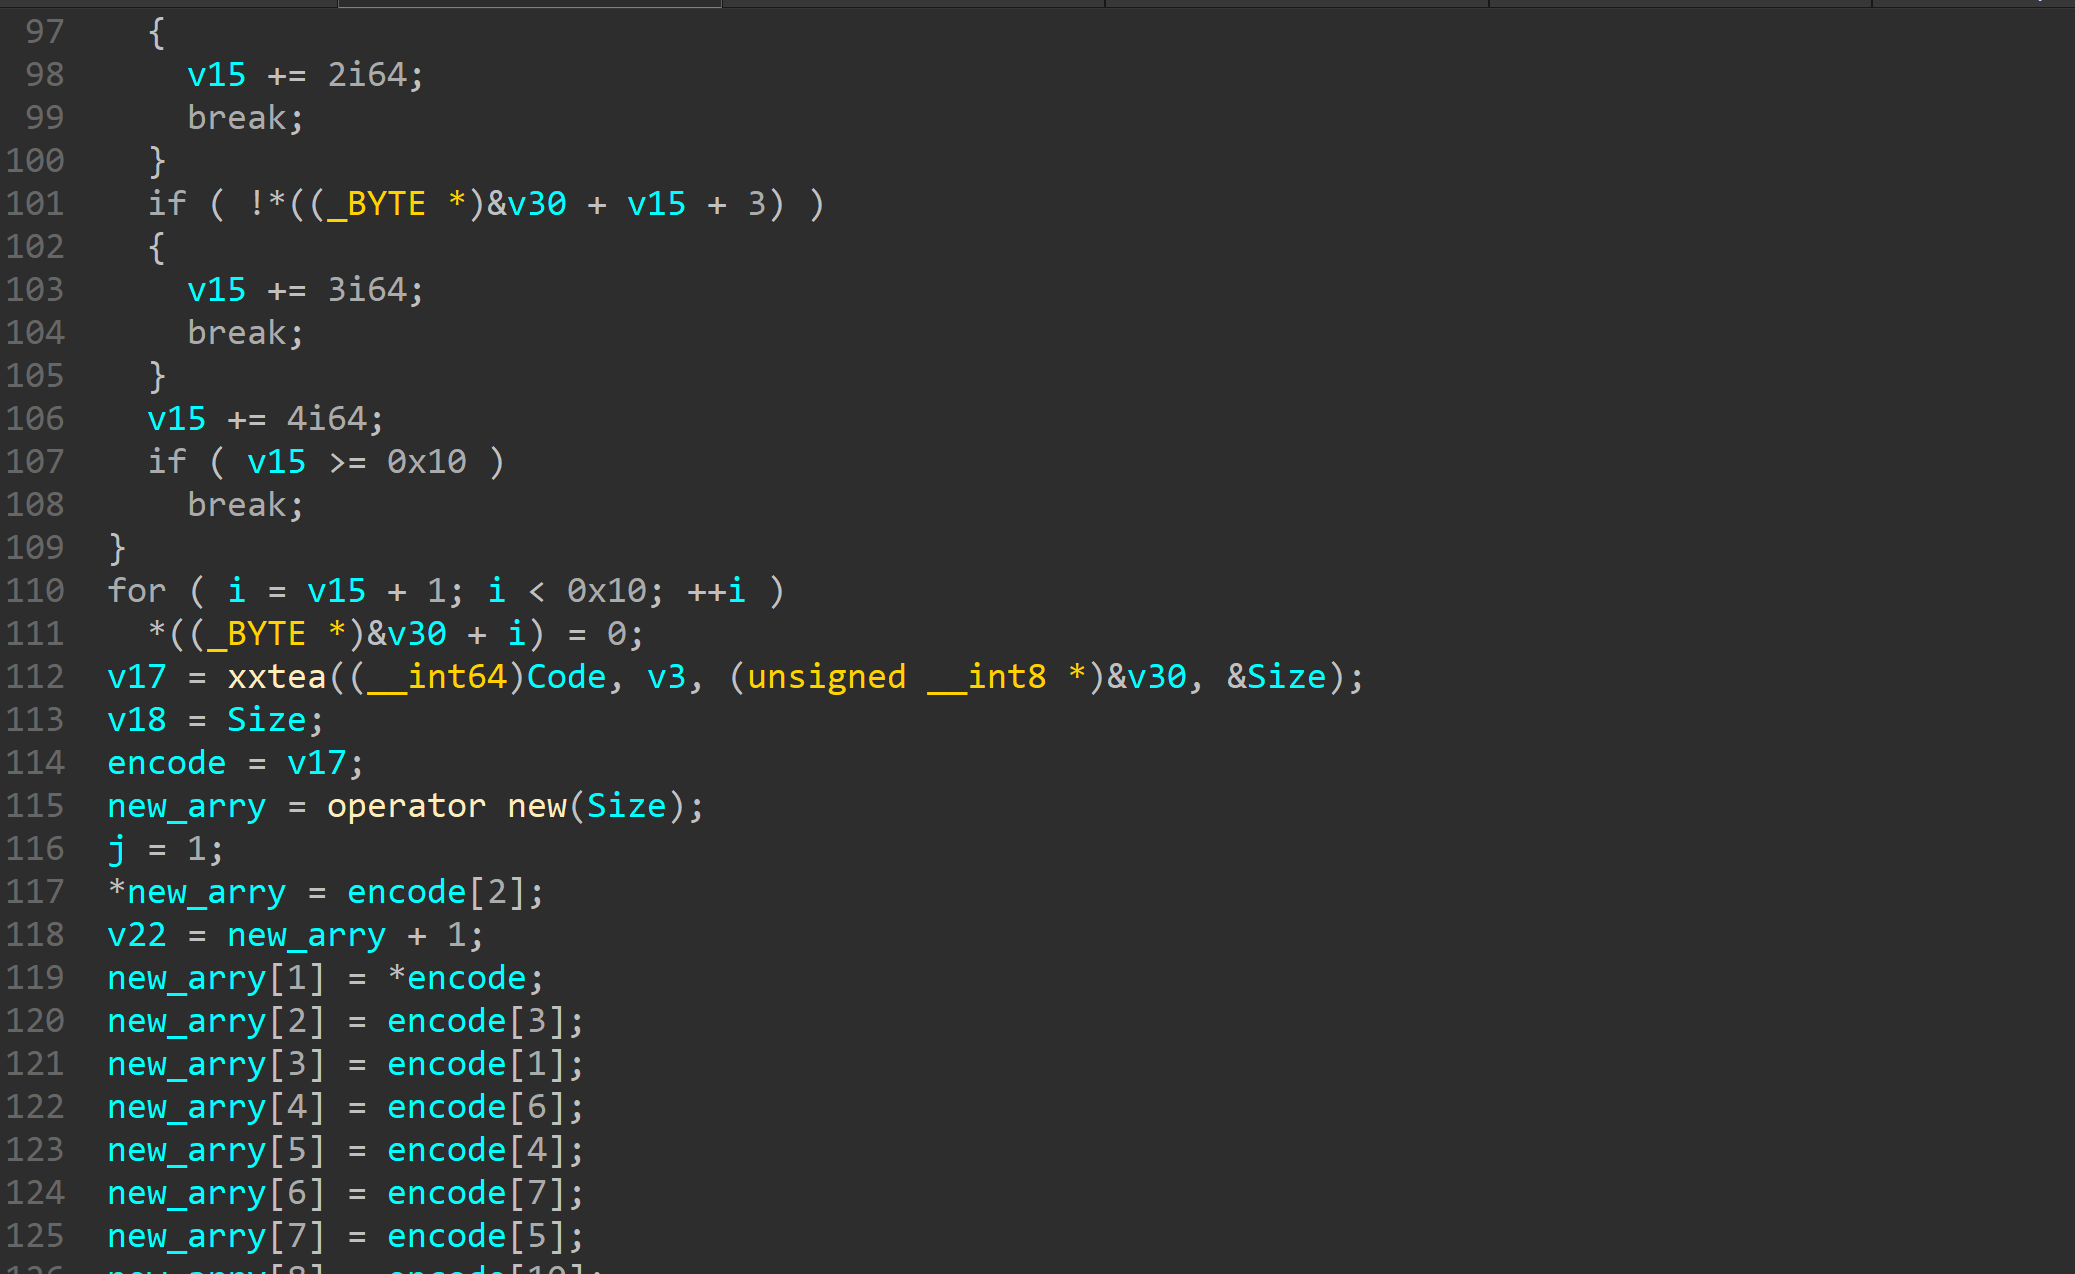 97 {
98 v15 += 2i64;
99 break;
100 }
101 if ( !*((_BYTE *)&v30 + v15 + 3) )
102 {
103 v15 += 3i64;
104 break;
105 }
106 v15 += 4i64;
107 if ( v15 >= 0x10 )
108 break;
109 }
110 for ( i = v15 + 1; i < 0x10; ++i )
111 *((_BYTE *)&v30 + i) = 0;
112 v17 = xxtea((__int64)Code, v3, (unsigned __int8 *)&v30, &Size);
113 v18 = Size;
114 encode = v17;
115 new_arry = operator new(Size);
116 j = 1;
117 *new_arry = encode[2];
118 v22 = new_arry + 1;
119 new_arry[1] = *encode;
120 new_arry[2] = encode[3];
121 new_arry[3] = encode[1];
122 new_arry[4] = encode[6];
123 new_arry[5] = encode[4];
124 new_arry[6] = encode[7];
125 new_arry[7] = encode[5];
126 new_arry[8] = encode[10];